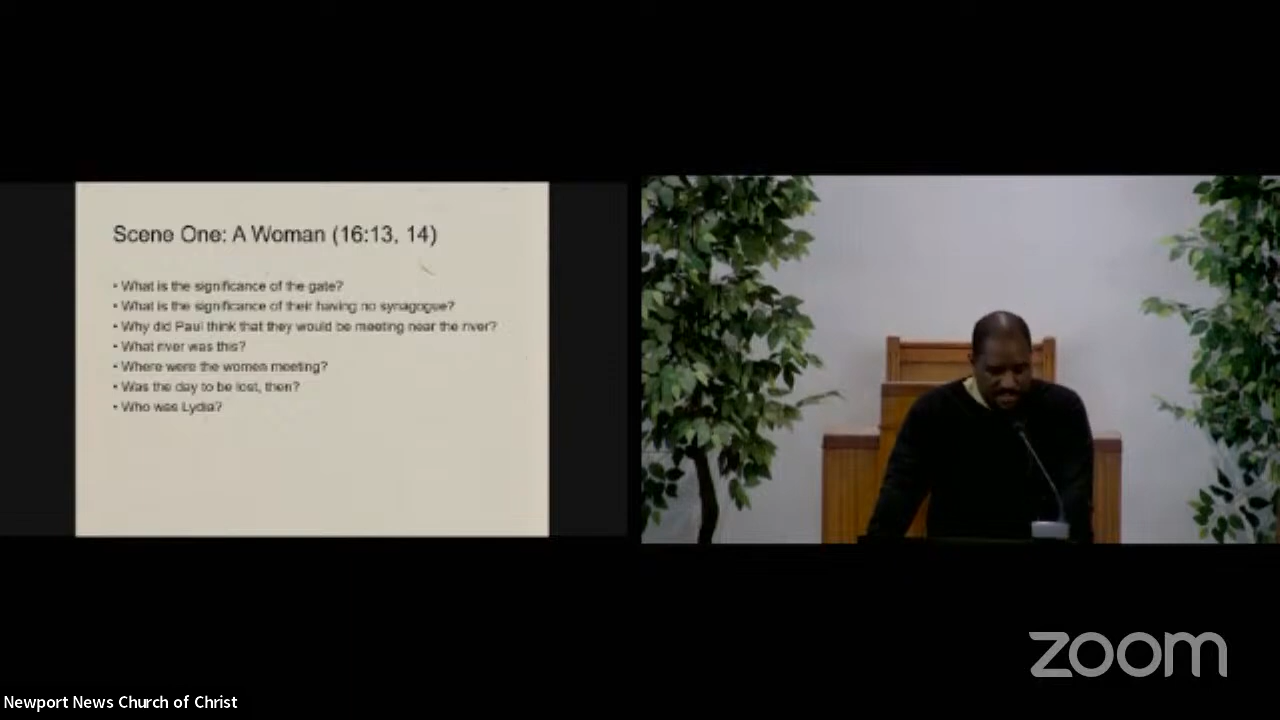 Scene One: A Woman (16:13, 14)
• What is the significance of the gate?
• What is the significance of their having no synagogue?
• Why did Paul think that they would be meeting near the river?
• What river was this?
• Where were the women meeting?
• Was the day to be lost, then?
• Who was Lydia?
zoom
Newport News Church of Christ